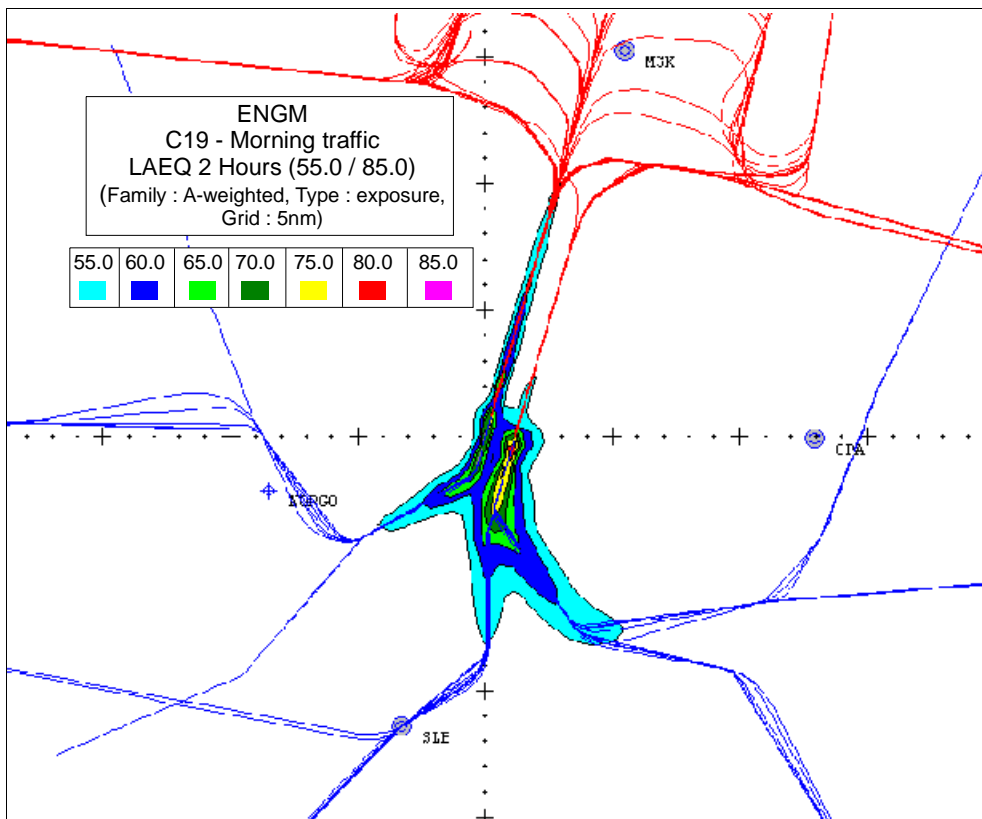 MJK
ENGM
C19 - Morning traffic
LAEQ 2 Hours (55.0 / 85.0)
(Family : A-weighted, Type : exposure,
Grid : 5nm)
55.0 60.0 65.0 70.0 75.0 80.0 85.0
SLE